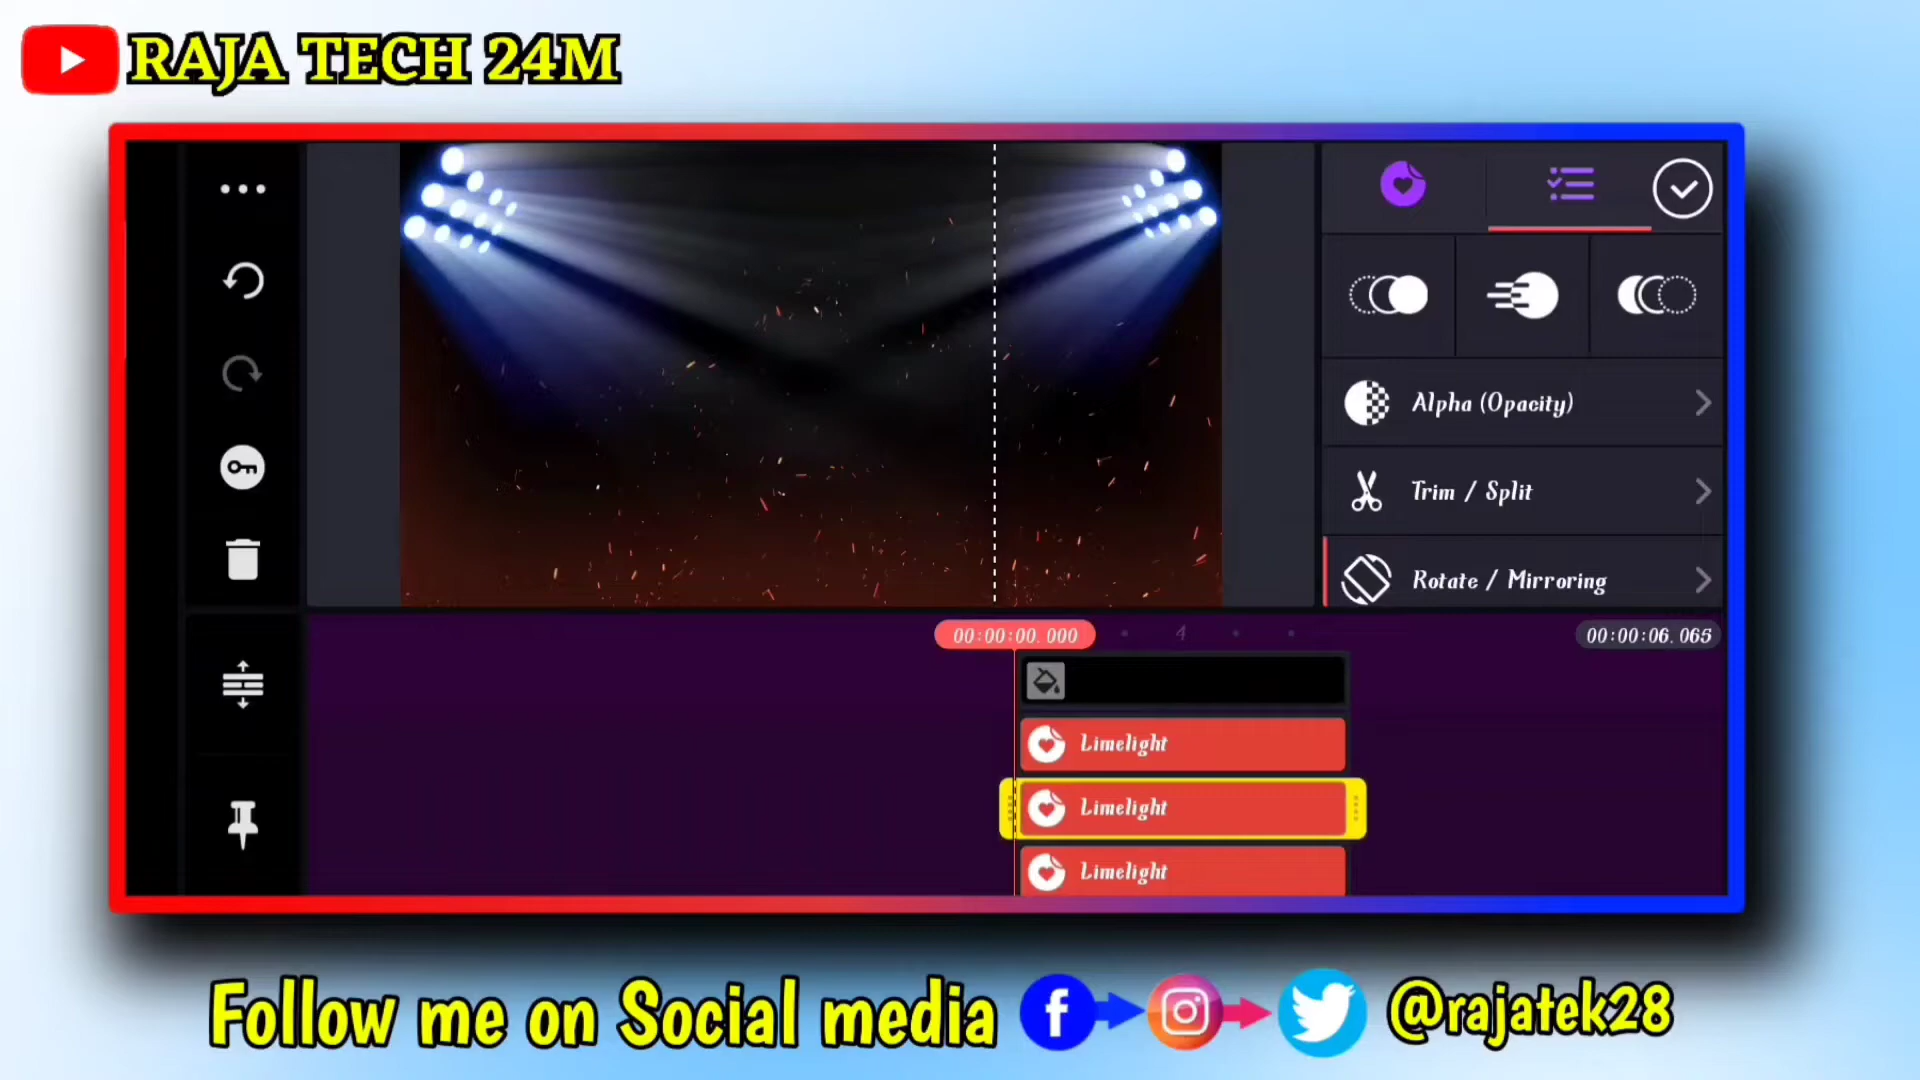 RAJA TECH 24M
Alpha (Opacity)
Trim / Split
Rotate / Mirroring
00:00:00.000
4
00:00:06.065
Limelight
Limelight
Limelight
Follow me on Social media @rajatek28